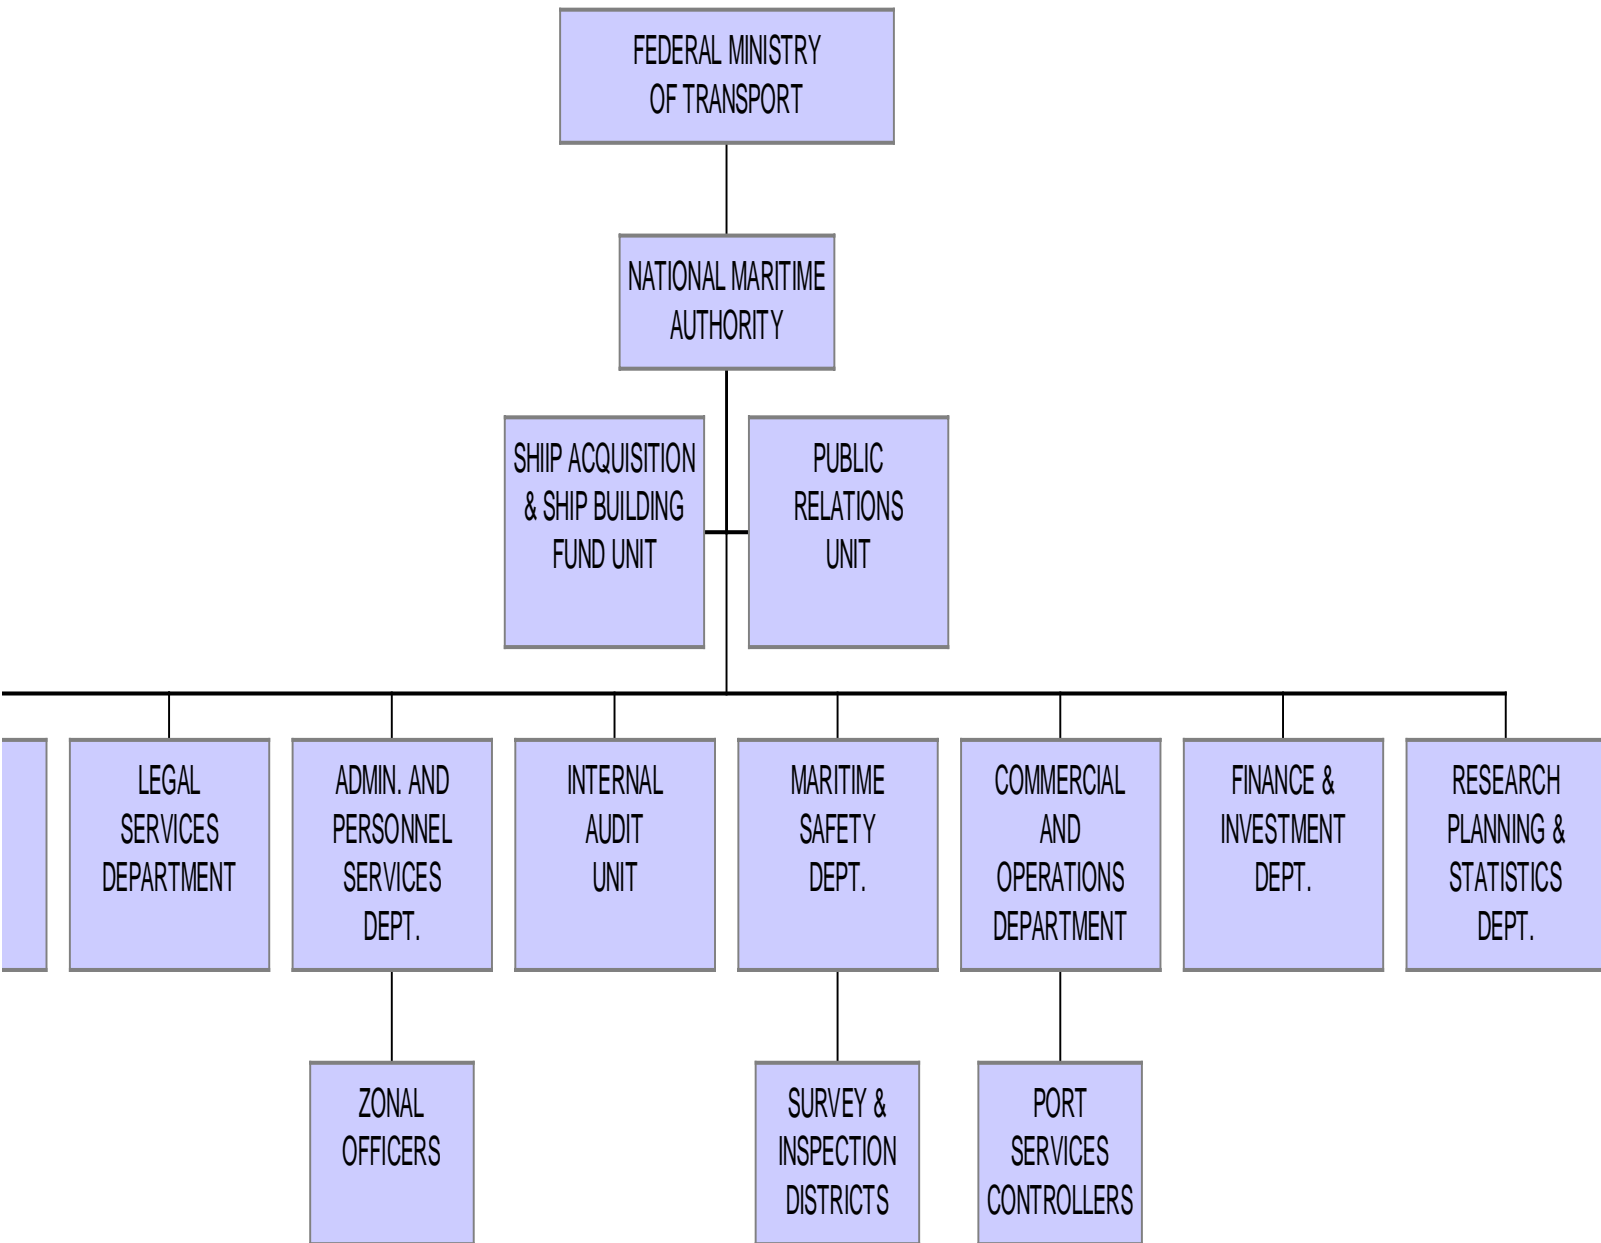 FEDERAL MINISTRY
OF TRANSPORT
NATIONAL MARITIME
AUTHORITY
SHIIP ACQUISITION
& SHIP BUILDING
FUND UNIT
PUBLIC
RELATIONS
UNIT
LEGAL
SERVICES
DEPARTMENT
ADMIN. AND
PERSONNEL
SERVICES
DEPT.
INTERNAL
AUDIT
UNIT
MARITIME
SAFETY
DEPT.
COMMERCIAL
AND
OPERATIONS
DEPARTMENT
FINANCE &
INVESTMENT
DEPT.
RESEARCH
PLANNING &
STATISTICS
DEPT.
ZONAL
OFFICERS
SURVEY &
INSPECTION
DISTRICTS
PORT
SERVICES
CONTROLLERS